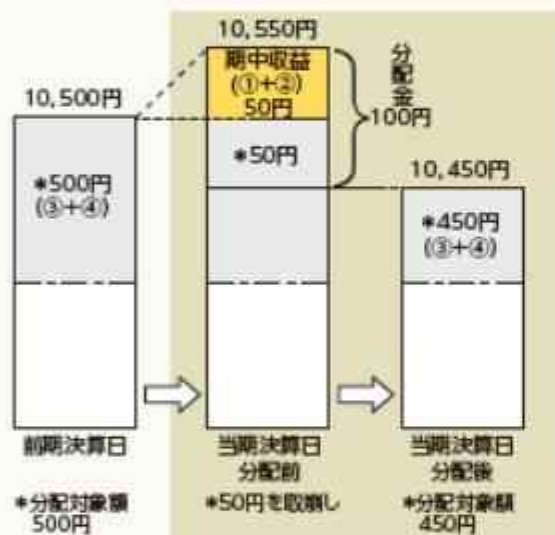 10,550円
期中収益
(①+②)
50円
分配金
100円
10,500円
*50円
10,450円
*500円
(③+④)
*450円
(③+④)
前期決算日
当期決算日
分配前
当期決算日
分配後
*分配対象額
500円
*50円を取崩し
*分配対象額
450円